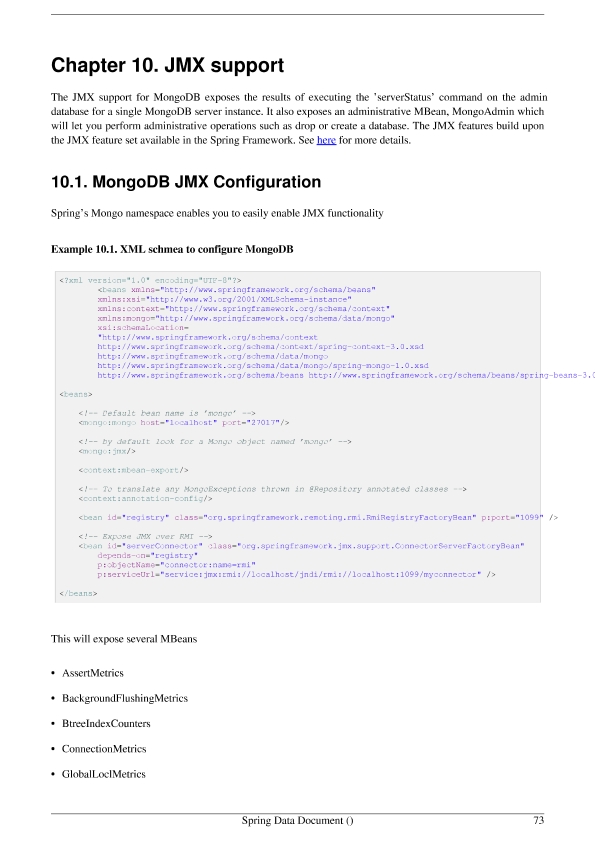 Chapter 10. JMX support
The JMX support for MongoDB exposes the results of executing the 'serverStatus' command on the admin
database for a single MongoDB server instance. It also exposes an administrative MBean, MongoAdmin which
will let you perform administrative operations such as drop or create a database. The JMX features build upon
the JMX feature set available in the Spring Framework. See here for more details.
10.1. MongoDB JMX Configuration
Spring's Mongo namespace enables you to easily enable JMX functionality
Example 10.1. XML schmea to configure MongoDB
<?xml version="1.0" encoding="UTF-8"?>
<beans xmlns="http://www.springframework.org/schema/beans"
xmlns:xsi="http://www.w3.org/2001/XMLSchema-instance"
xmlns:context="http://www.springframework.org/schema/context"
xmlns:mongo="http://www.springframework.org/schema/data/mongo"
xsi:schemaLocation=
"http://www.springframework.org/schema/context
http://www.springframework.org/schema/context/spring-context-3.0.xsd
http://www.springframework.org/schema/data/mongo
http://www.springframework.org/schema/data/mongo/spring-mongo-1.0.xsd
http://www.springframework.org/schema/beans http://www.springframework.org/schema/beans/spring-beans-3.0
<beans>
<!-- Default bean name is 'mongo' -->
<mongo:mongo host="localhost" port="27017"/>
<!-- by default look for a Mongo object named 'mongo' -->
<mongo:jmx/>
<context:mbean-export/>
<!-- To translate any MongoExceptions thrown in @Repository annotated classes -->
<context:annotation-config/>
<bean id="registry" class="org.springframework.remoting.rmi.RmiRegistryFactoryBean" p:port="1099" />
<!-- Expose JMX over RMI -->
<bean id="serverConnector" class="org.springframework.jmx.support.ConnectorServerFactoryBean"
depends-on="registry"
p:objectName="connector:name=rmi"
p:serviceUrl="service:jmx:rmi://localhost/jndi/rmi://localhost:1099/myconnector" />
</beans>
This will expose several MBeans
• AssertMetrics
• BackgroundFlushingMetrics
• BtreeIndexCounters
• ConnectionMetrics
• GlobalLoclMetrics
Spring Data Document () 73